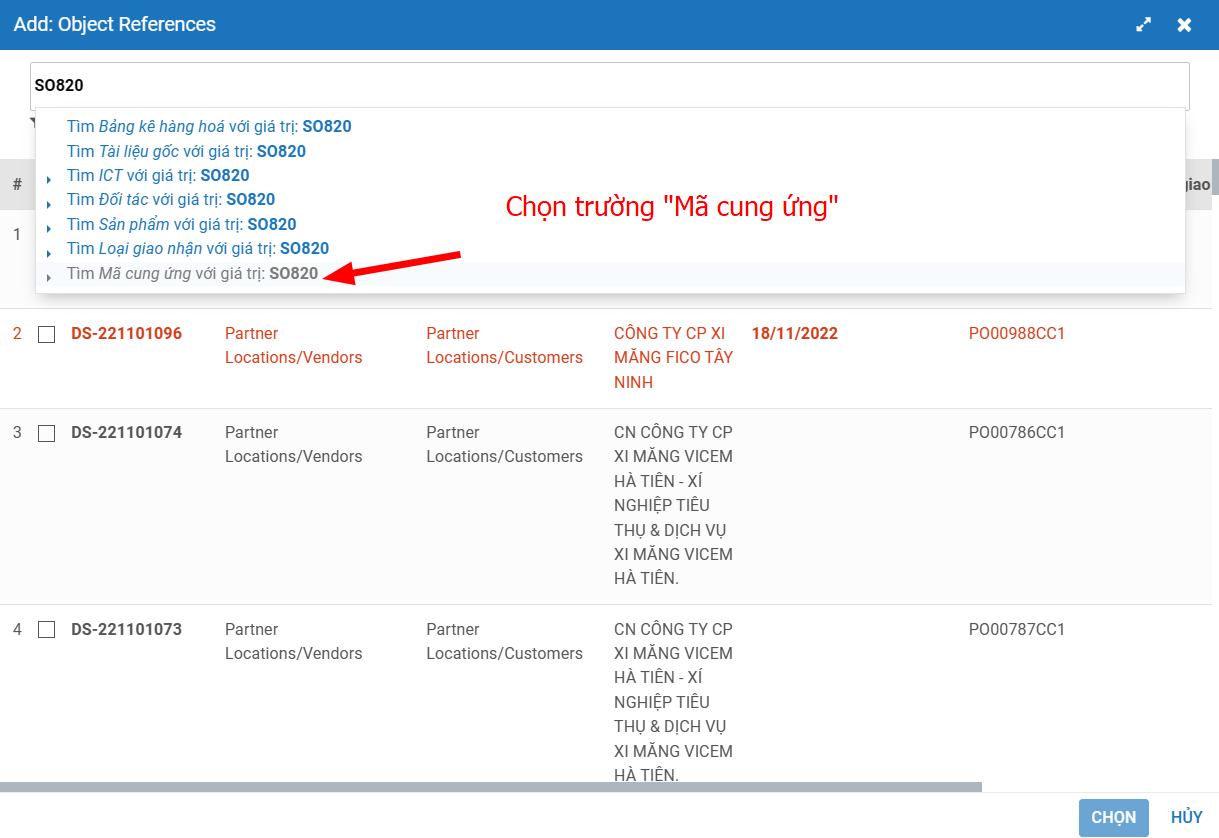 Add: Object References
SO820
Tìm Bảng kê hàng hoá với giá trị: SO820
Tìm Tài liệu gốc với giá trị: SO820
Tìm ICT với giá trị: SO820
Tìm Đối tác với giá trị: SO820
Tìm Sản phẩm với giá trị: SO820
Tìm Loại giao nhận với giá trị: SO820
Tìm Mã cung ứng với giá trị: SO820
Chọn trường "Mã cung ứng"
# giao
1
2 DS-221101096 Partner Partner CÔNG TY CP XI 18/11/2022 PO00988CC1
Locations/Vendors Locations/Customers MĂNG FICO TÂY
NINH
3 DS-221101074 Partner Partner CN CÔNG TY CP PO00786CC1
Locations/Vendors Locations/Customers XI MĂNG VICEM
HÀ TIÊN - XÍ
NGHIỆP TIÊU
THỤ & DỊCH VỤ
XI MĂNG VICEM
HÀ TIÊN.
4 DS-221101073 Partner Partner CN CÔNG TY CP PO00787CC1
Locations/Vendors Locations/Customers XI MĂNG VICEM
HÀ TIÊN - XÍ
NGHIỆP TIÊU
THỤ & DỊCH VỤ
XI MĂNG VICEM
HÀ TIÊN.
CHỌN HỦY